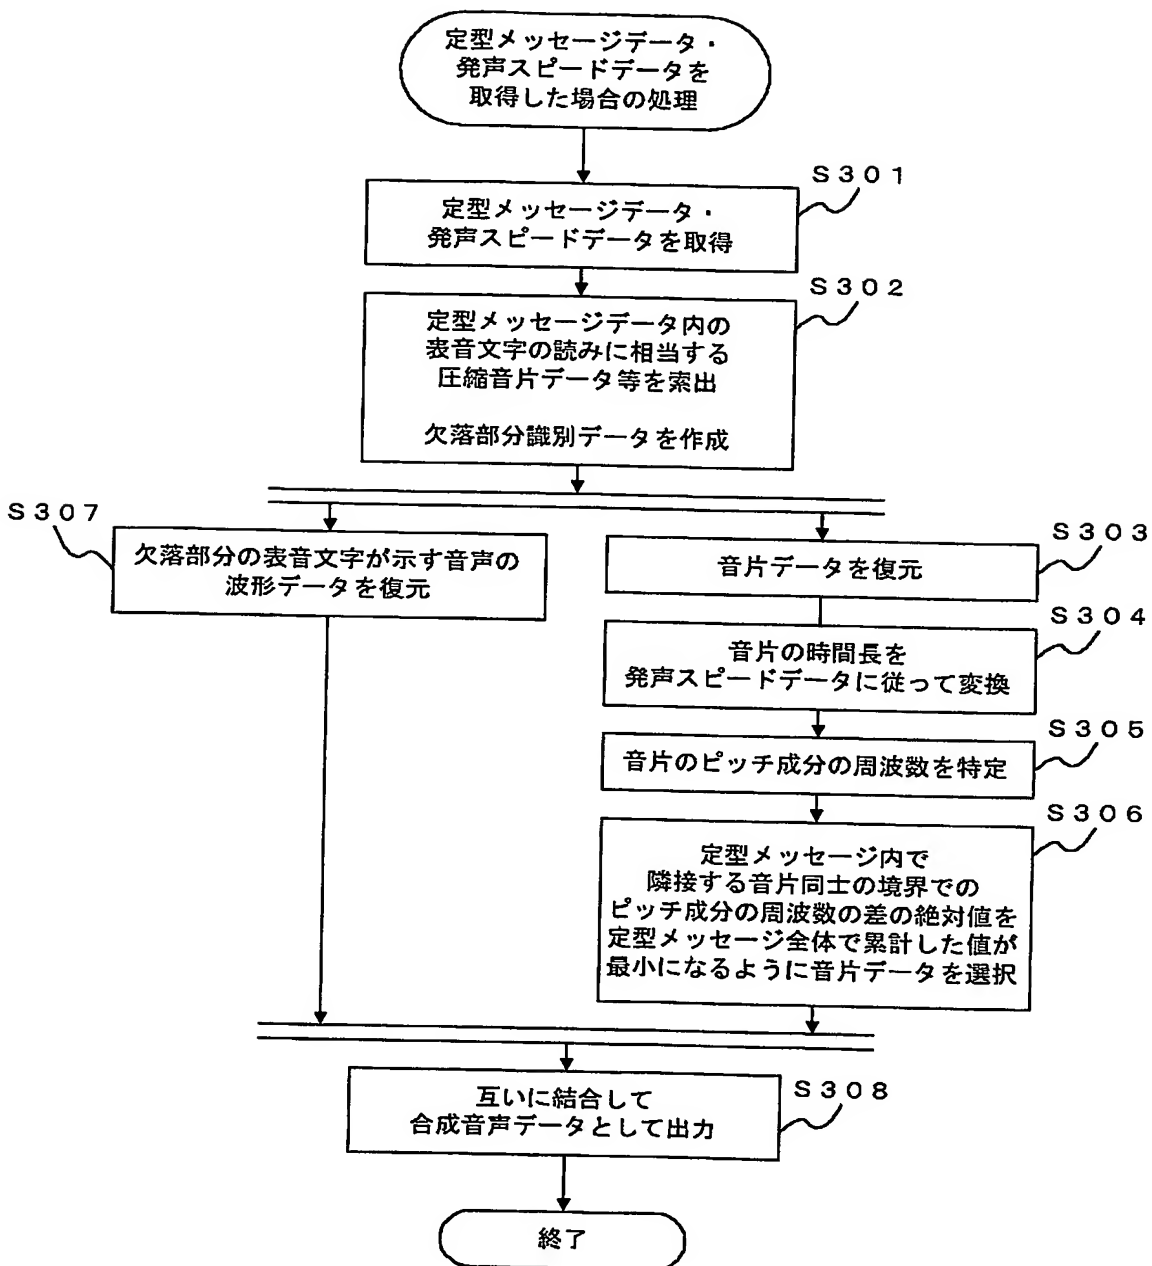 定型メッセージデータ・
発声スピードデータを
取得した場合の処理
S301
定型メッセージデータ・
発声スピードデータを取得
S302
定型メッセージデータ内の
表音文字の読みに相当する
圧縮音片データ等を索出
欠落部分識別データを作成
S307
欠落部分の表音文字が示す音声の
波形データを復元
S303
音片データを復元
S304
音片の時間長を
発声スピードデータに従って変換
S305
音片のピッチ成分の周波数を特定
S306
定型メッセージ内で
隣接する音片同士の境界での
ピッチ成分の周波数の差の絶対値を
定型メッセージ全体で累計した値が
最小になるように音片データを選択
S308
互いに結合して
合成音声データとして出力
終了